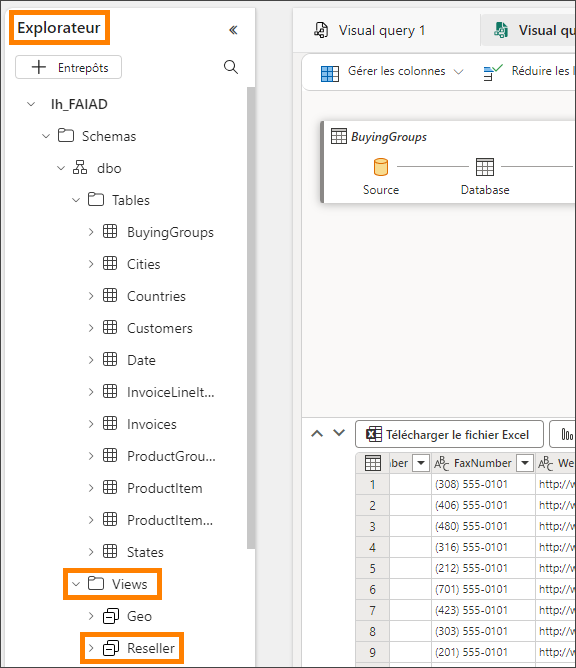 Explorateur
Entrepôts
lh_FAIAD
Schemas
dbo
Tables
BuyingGroups
Cities
Countries
Customers
Date
InvoiceLineIt...
Invoices
ProductGrou...
ProductItem
ProductItem...
States
Views
Geo
Reseller
Visual query 1
Visual qu
Gérer les colonnes
Réduire les l
BuyingGroups
Source
Database
Télécharger le fichier Excel
nber ABC FaxNumber ABC We
1 (308) 555-0101 http://w
2 (406) 555-0101 http://w
3 (480) 555-0101 http://w
4 (316) 555-0101 http://w
5 (212) 555-0101 http://w
6 (701) 555-0101 http://w
7 (423) 555-0101 http://w
8 (303) 555-0101 http://w
9 (201) 555-0101 http://w